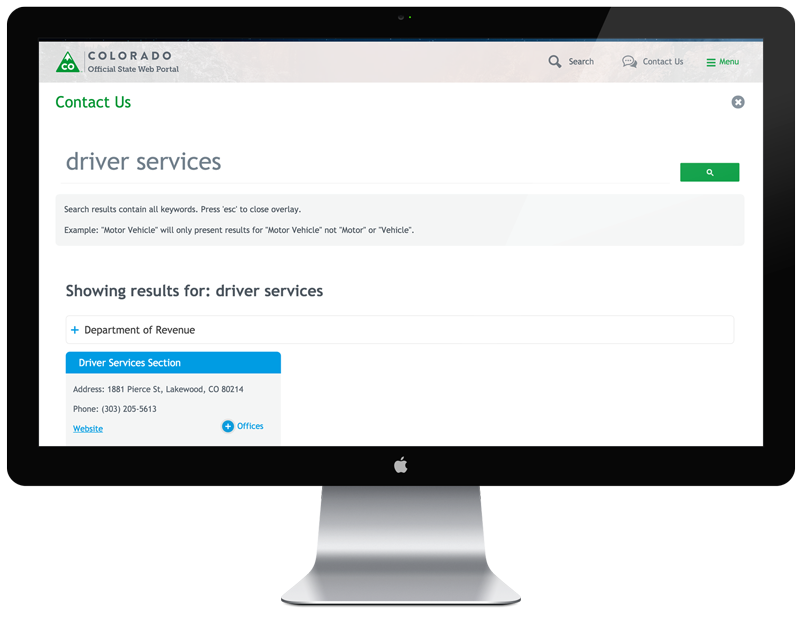 CO
COLORADO
Official State Web Portal
Search
Contact Us
Menu
Contact Us
driver services
Search results contain all keywords. Press 'esc' to close overlay.
Example: "Motor Vehicle" will only present results for "Motor Vehicle" not "Motor" or "Vehicle".
Showing results for: driver services
+ Department of Revenue
Driver Services Section
Address: 1881 Pierce St, Lakewood, CO 80214
Phone: (303) 205-5613
Website
+ Offices